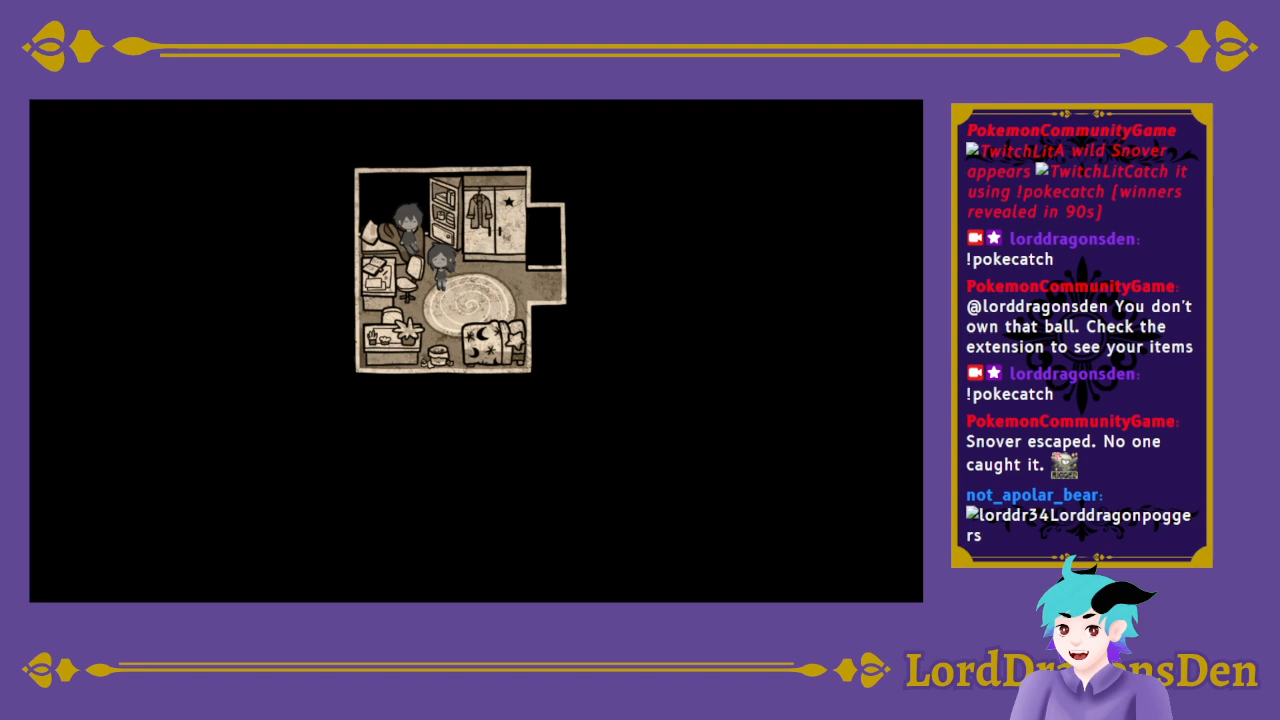 PokemonCommunityGame
TwitchLitA wild Snover
appears TwitchLitCatch it
using !pokecatch [winners
revealed in 90s]
lorddragonsden:
!pokecatch
PokemonCommunityGame:
@lorddragonsden You don't
own that ball. Check the
extension to see your items
lorddragonsden:
!pokecatch
PokemonCommunityGame:
Snover escaped. No one
caught it.
not_apolar_bear:
lorddr34Lorddragonpogge
rs
LordDragonsDen